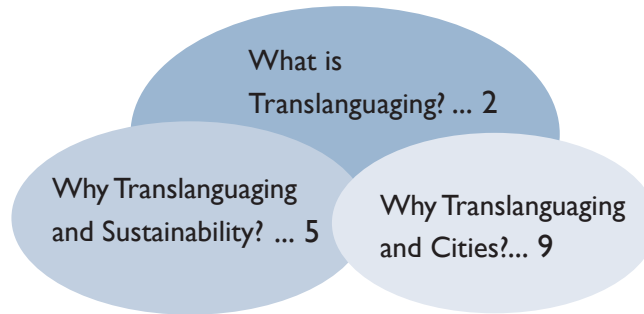 What is
Translanguaging? ... 2
Why Translanguaging
and Sustainability? ... 5
Why Translanguaging
and Cities?... 9